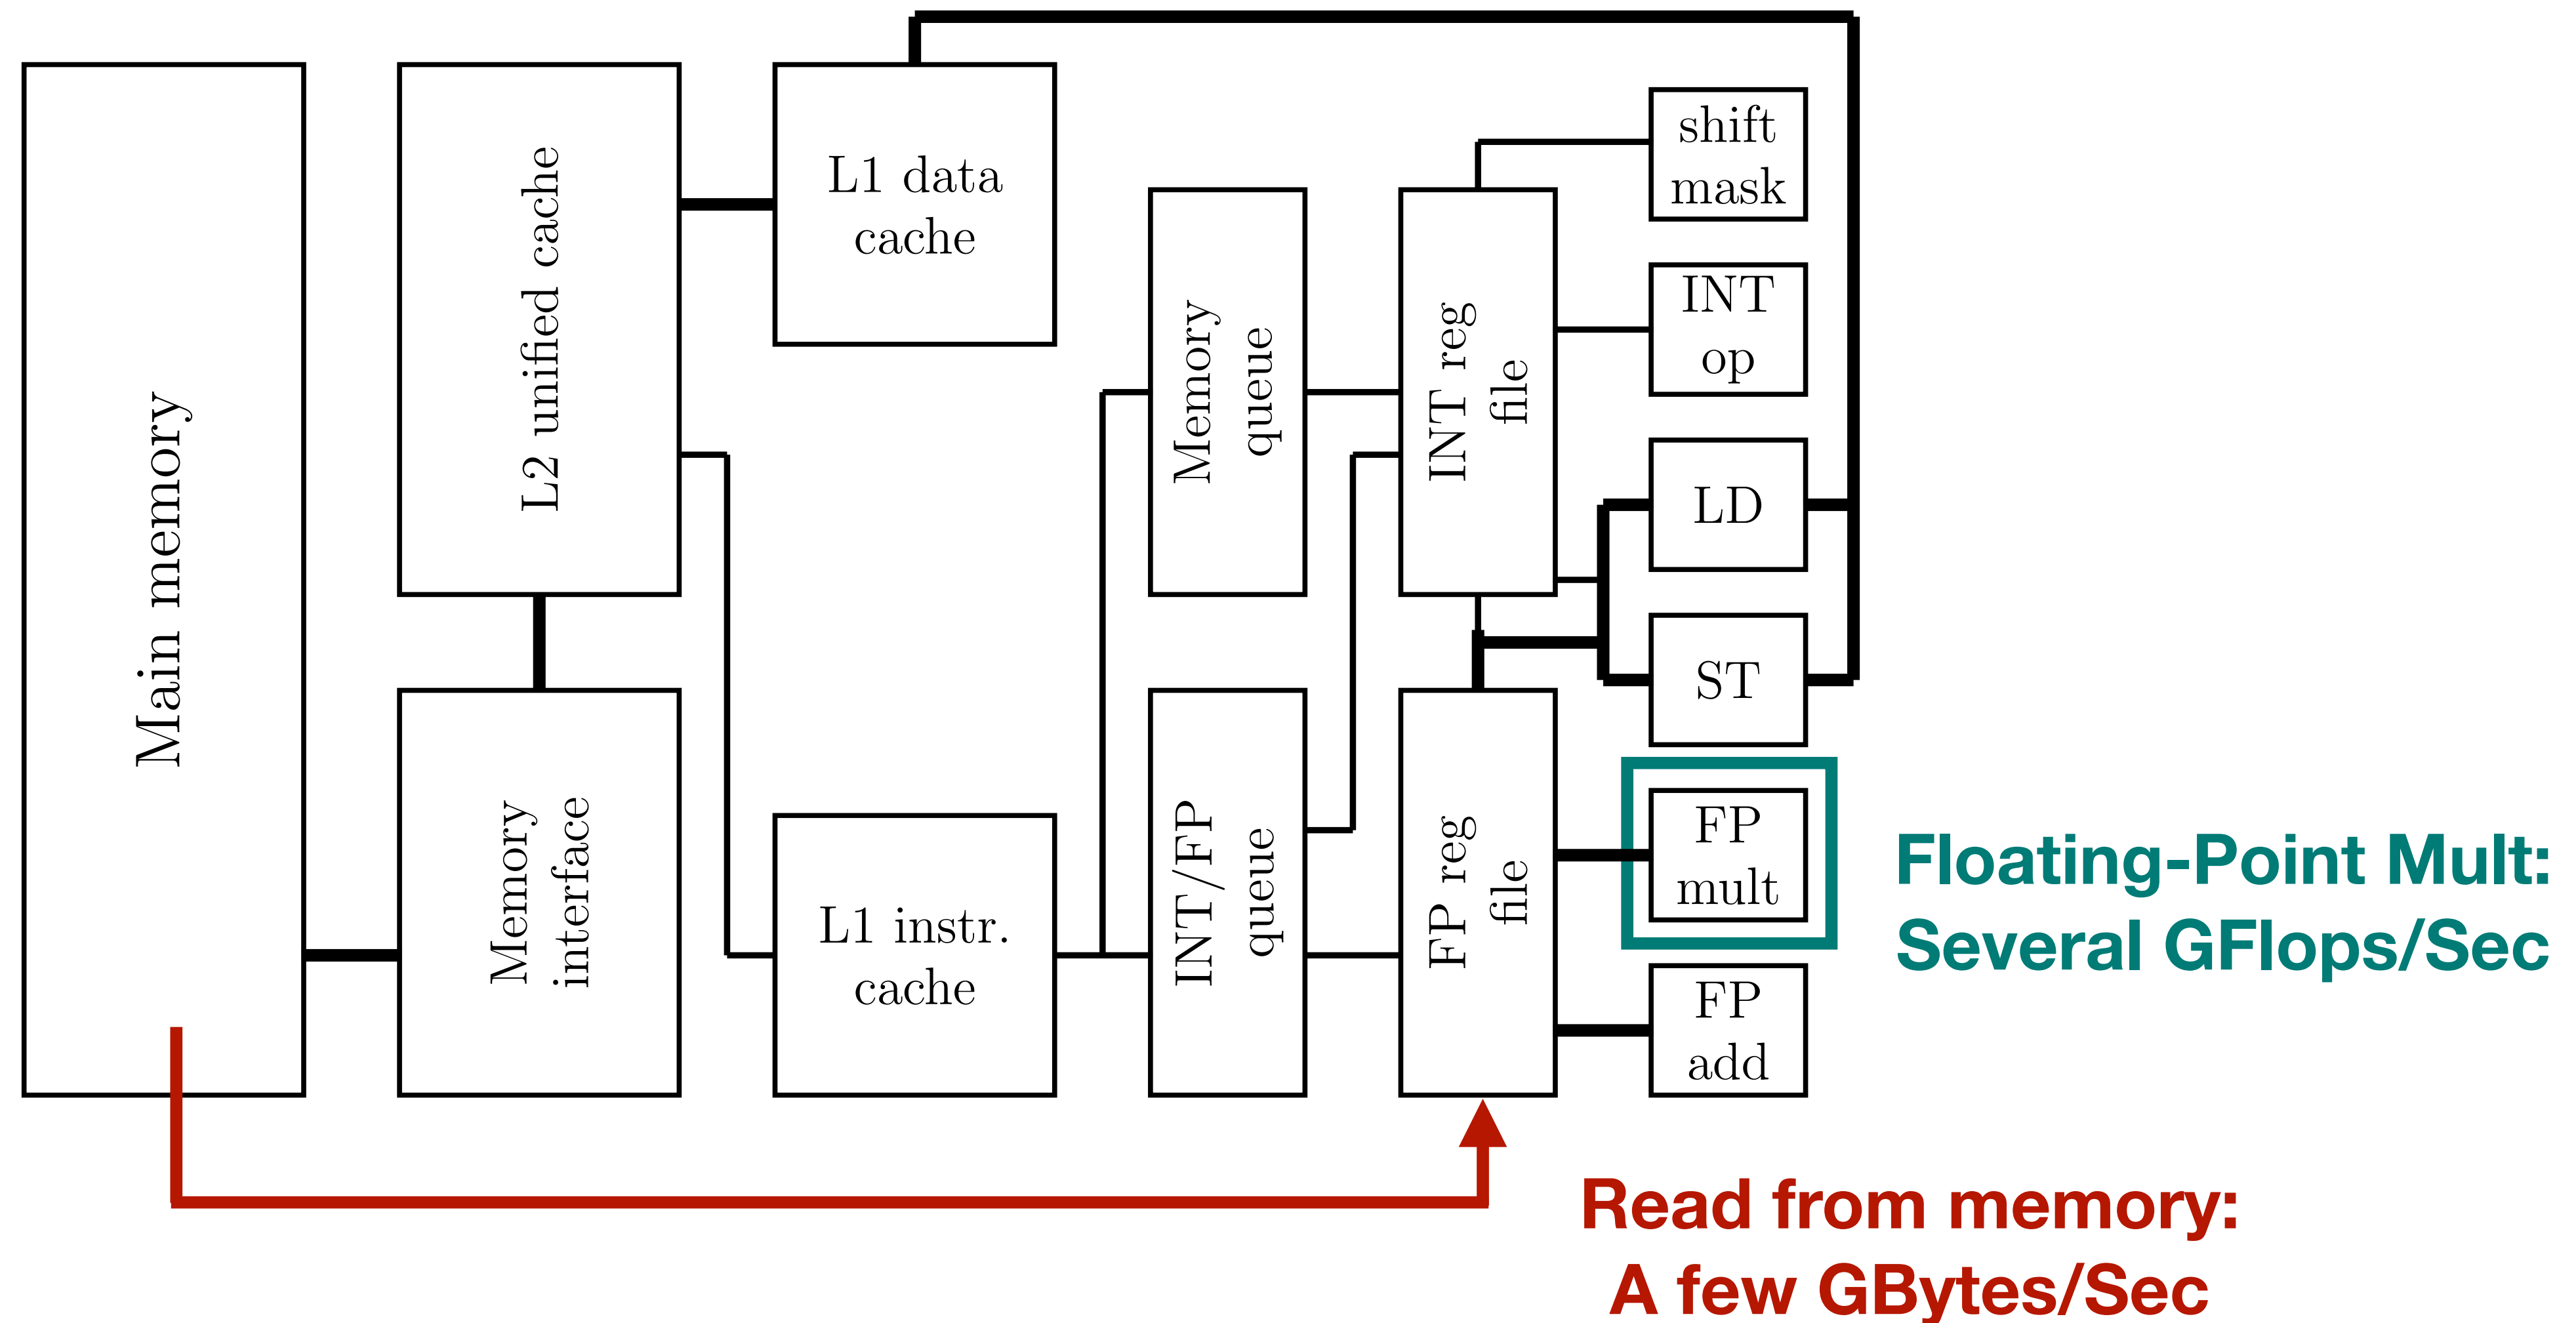 Main memory
L2 unified cache
Memory
interface
L1 data
cache
L1 instr.
cache
Memory
queue
INT/FP
queue
INT reg
file
FP reg
file
shift
mask
INT
op
LD
ST
FP
mult
FP
add
Floating-Point Mult:
Several GFlops/Sec
Read from memory:
A few GBytes/Sec